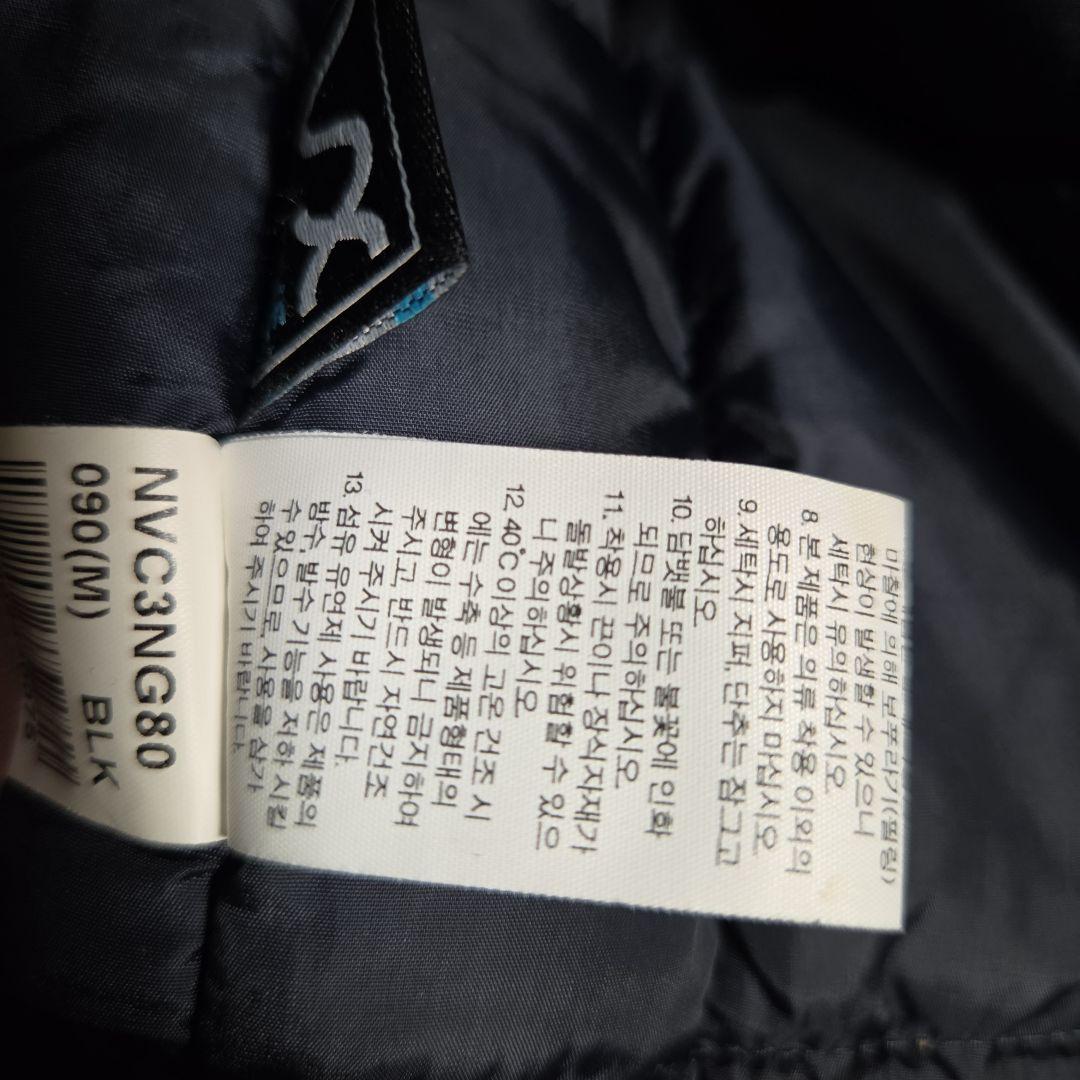 마찰에 의해 보푸라기(필링)
현상이 발생할 수 있으니
세탁시 유의하십시오
8. 본 제품은 의류 착용 이외의
용도로 사용하지 마십시오
9. 세탁시 지퍼, 단추는 잠그고
하십시오
10. 담뱃불 또는 불꽃에 인화
되므로 주의하십시오
11. 착용시 끈이나 장식자재가
돌발상황시 위험할 수 있으
니 주의하십시오
12. 40℃ 이상의 고온 건조 시
에는 수축 등 제품형태의
변형이 발생되니 금지하여
주시고 반드시 자연건조
시켜 주시기 바랍니다.
13. 섬유 유연제 사용은 제품의
방수, 발수 기능을 저하시킬
수 있으므로 사용을 삼가
하여 주시기 바랍니다.
NVC3NG80
090(M) BLK